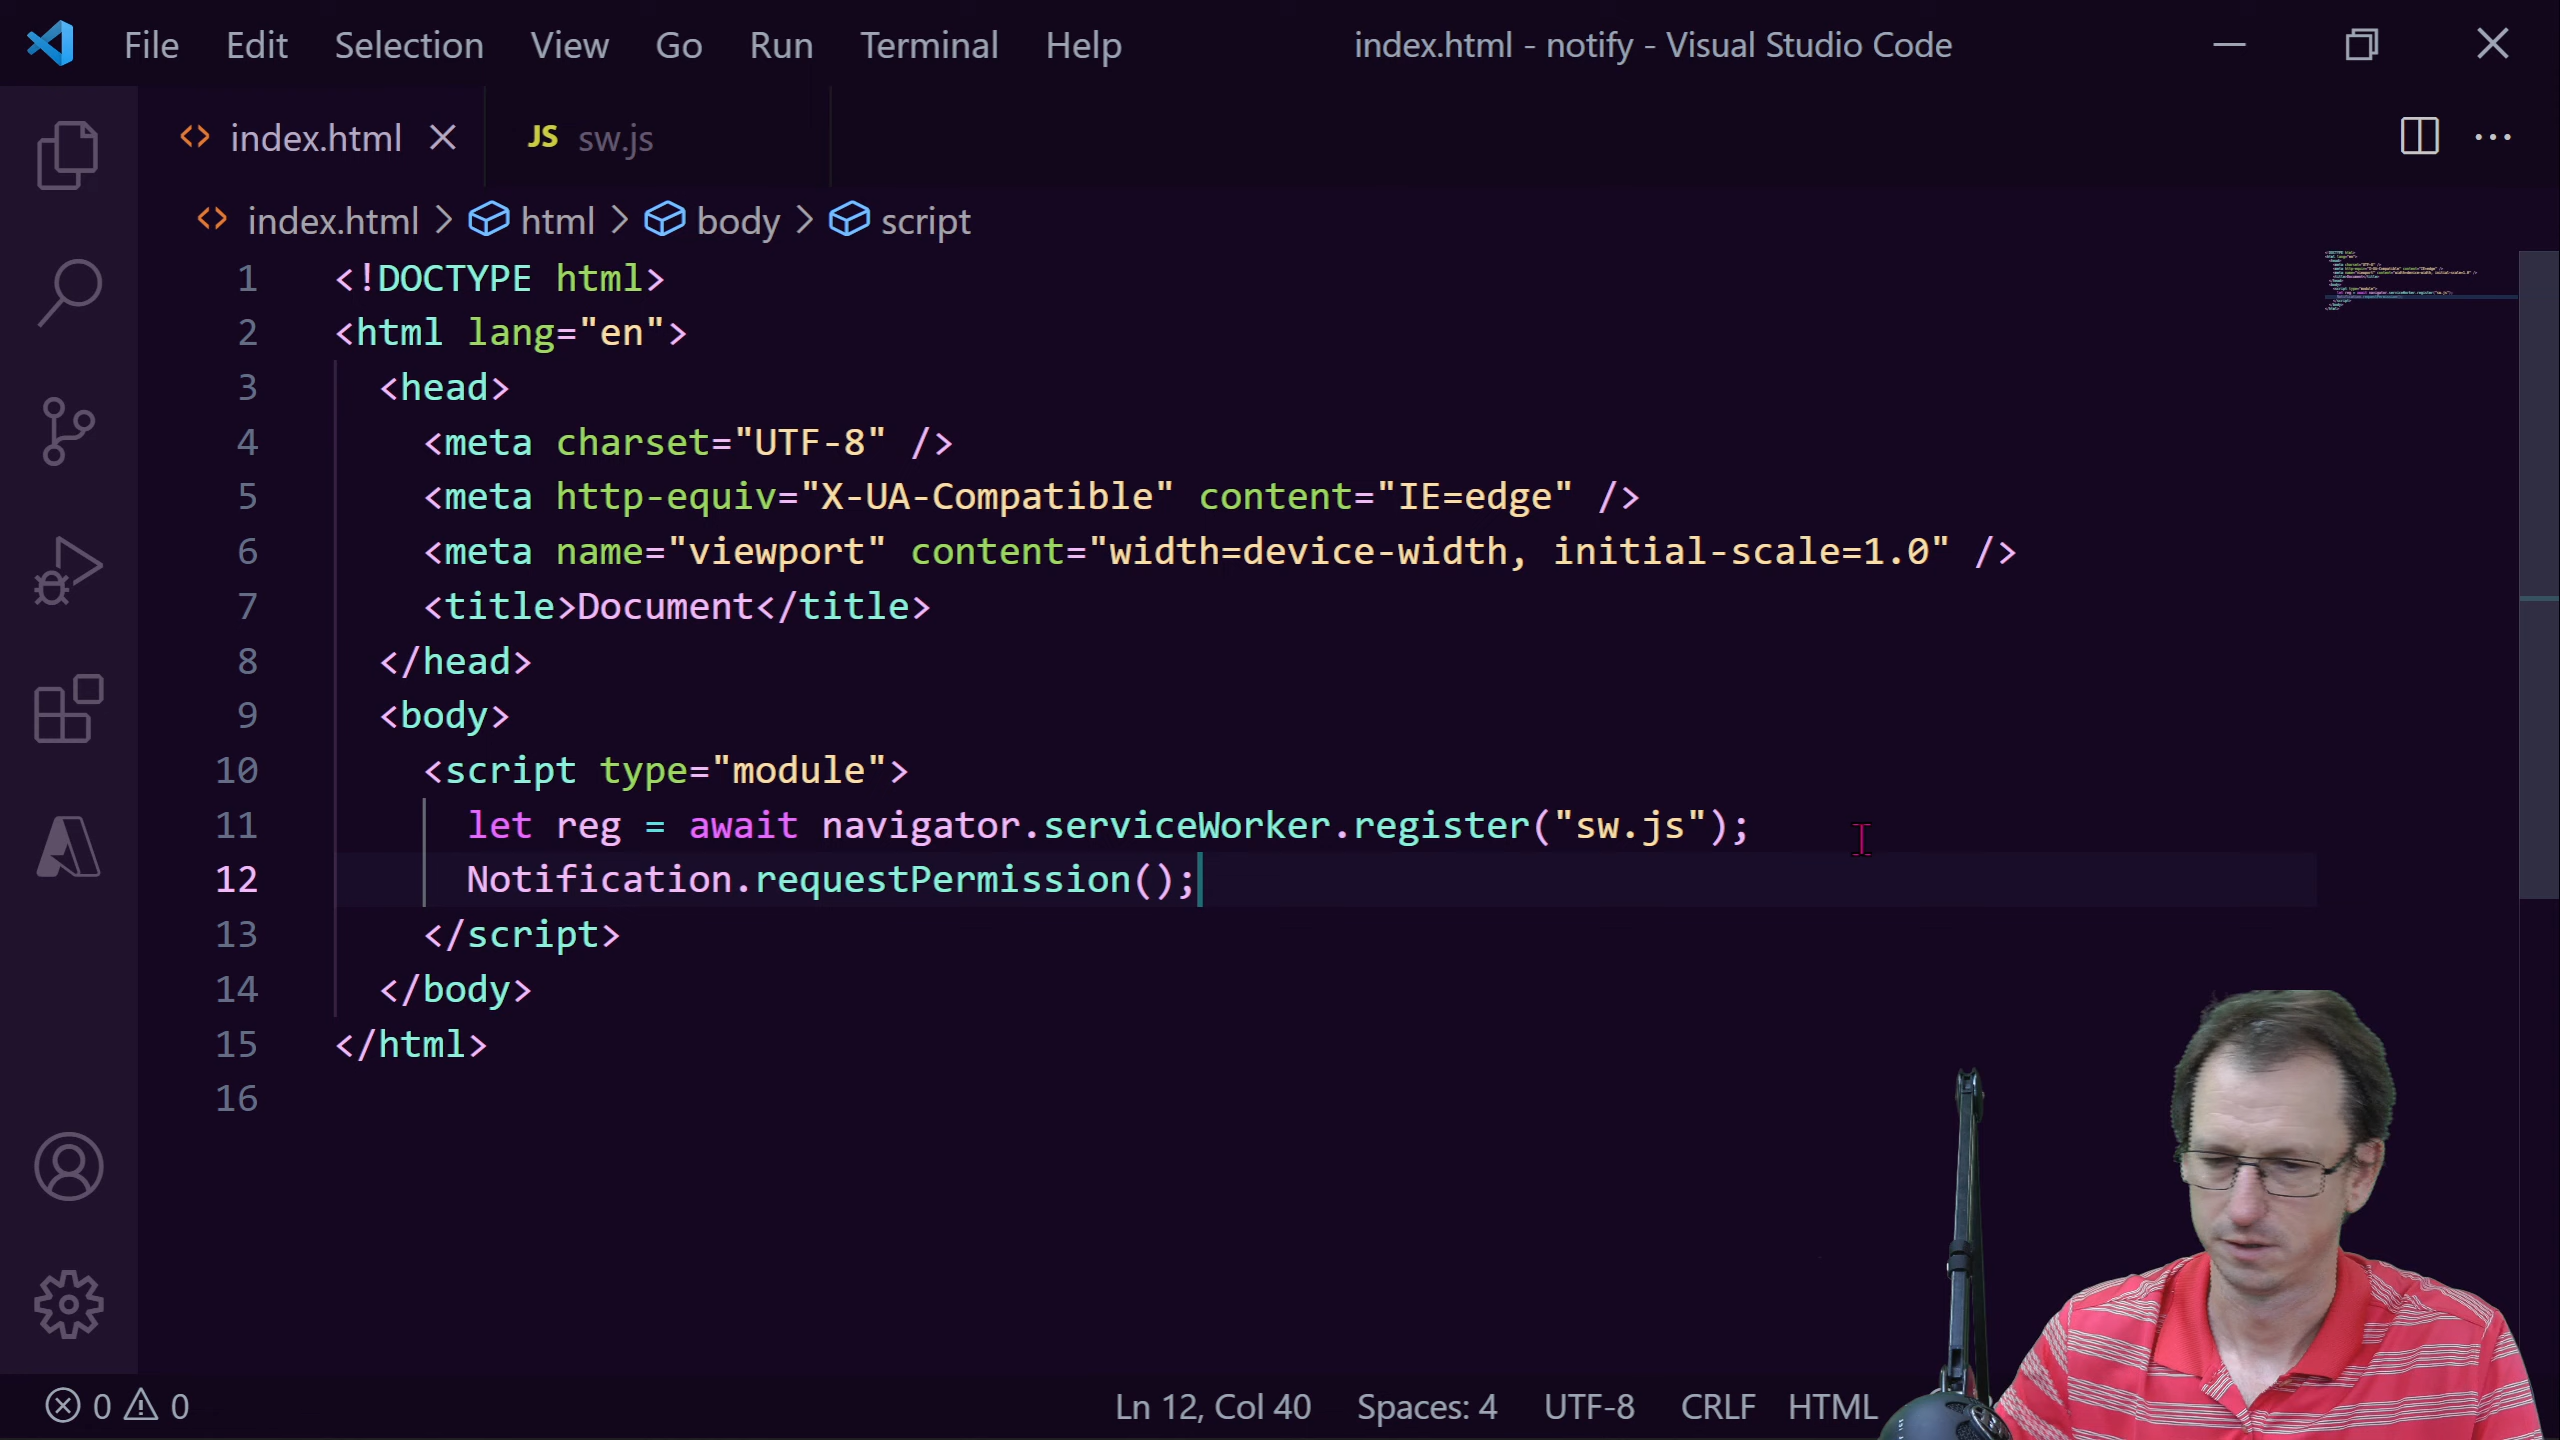 File Edit Selection View Go Run Terminal Help index.html - notify - Visual Studio Code
index.html JS sw.js
index.html > html > body > script
1 <!DOCTYPE html>
2 <html lang="en">
3 <head>
4 <meta charset="UTF-8" />
5 <meta http-equiv="X-UA-Compatible" content="IE=edge" />
6 <meta name="viewport" content="width=device-width, initial-scale=1.0" />
7 <title>Document</title>
8 </head>
9 <body>
10 <script type="module">
11 let reg = await navigator.serviceWorker.register("sw.js");
12 Notification.requestPermission();
13 </script>
14 </body>
15 </html>
16
0 0 Ln 12, Col 40 Spaces: 4 UTF-8 CRLF HTML